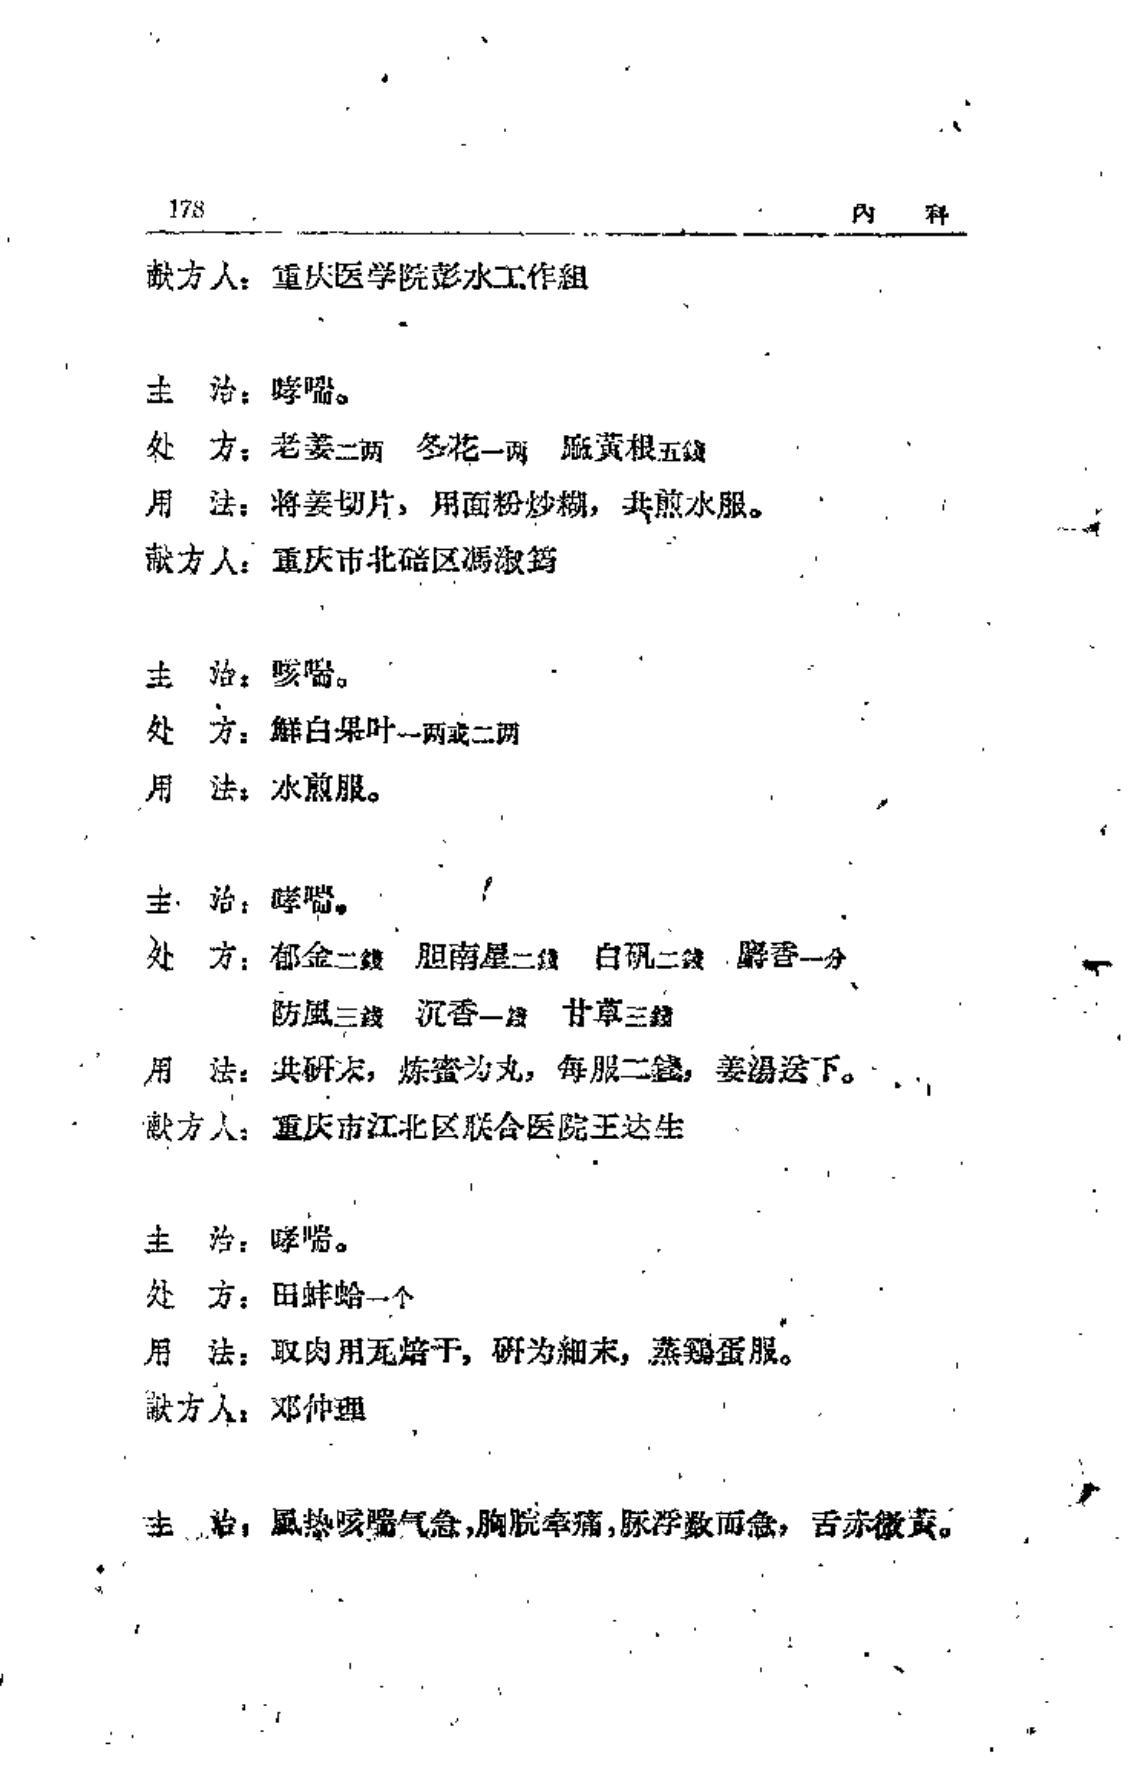 178 內 科
献方人：重庆医学院彭水工作組
主 治：哮喘。
处 方：老姜二两 冬花一两 麻黃根五錢
用 法：将姜切片，用面粉炒糊，共煎水服。
献方人：重庆市北碚区馮淑筠
主 治：咳喘。
处 方：鮮白果叶一两或二两
用 法：水煎服。
主 治：哮喘。
处 方：郁金二錢 胆南星二錢 白矾二錢 麝香一分
防風三錢 沉香一錢 甘草三錢
用 法：共研末，炼蜜为丸，每服二錢，姜湯送下。
献方人：重庆市江北区联合医院王达生
主 治：哮喘。
处 方：田蚌蛤一个
用 法：取肉用瓦焙干，研为細末，蒸鷄蛋服。
献方人：邓仲理
主 治：風热咳喘气急，胸脘牽痛，脉浮数而急，舌赤微黃。